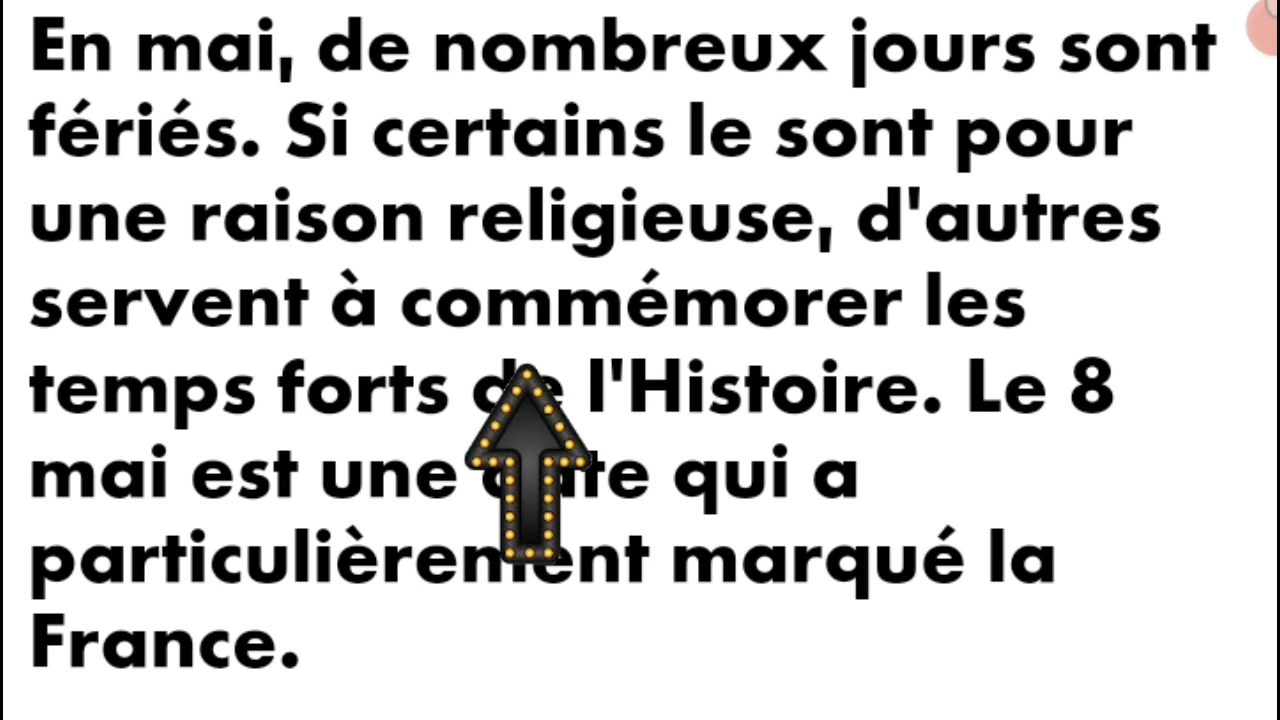 En mai, de nombreux jours sont
fériés. Si certains le sont pour
une raison religieuse, d'autres
servent à commémorer les
temps forts de l'Histoire. Le 8
mai est une date qui a
particulièrement marqué la
France.